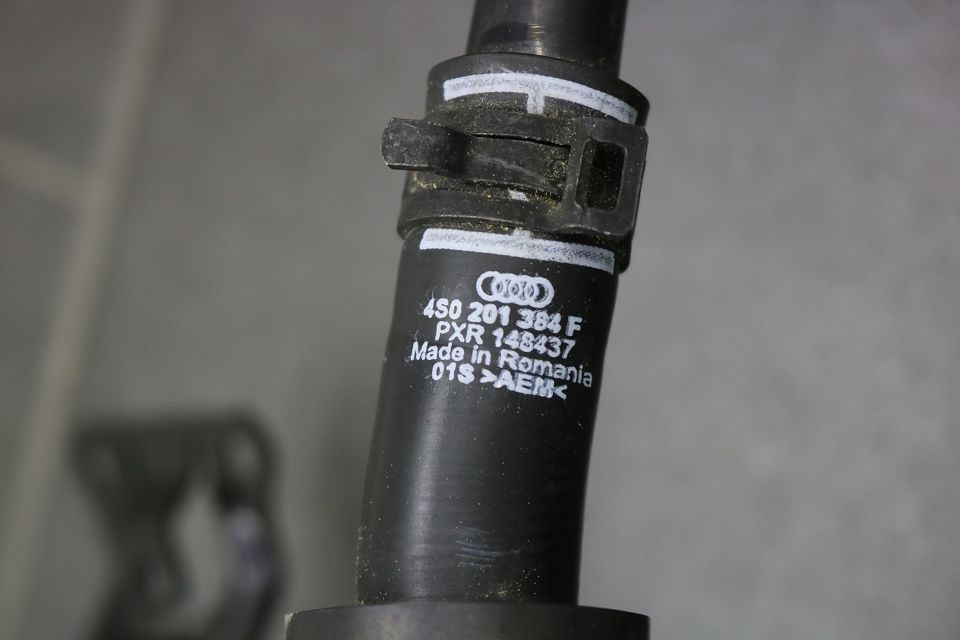 4S0 201 384 F
PXR 148437
Made in Romania
01S >AEM<